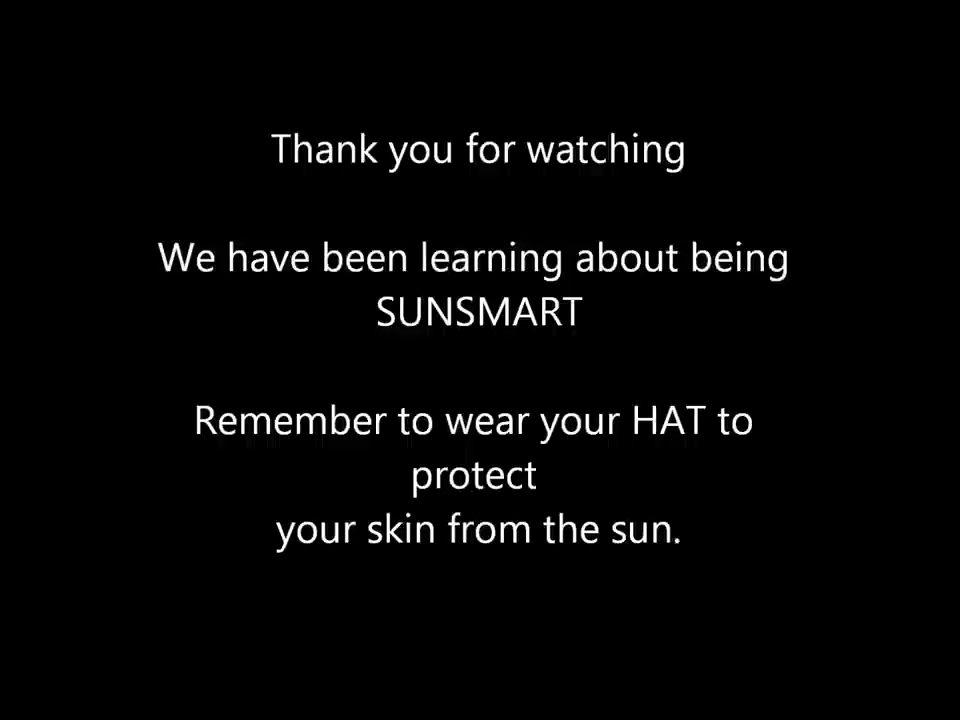 Thank you for watching
We have been learning about being
SUNSMART
Remember to wear your HAT to
protect
your skin from the sun.